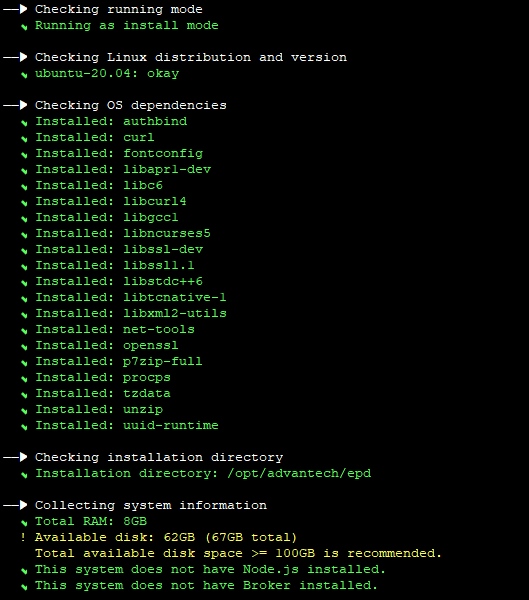 Checking running mode
Running as install mode
Checking Linux distribution and version
ubuntu-20.04: okay
Checking OS dependencies
Installed: authbind
Installed: curl
Installed: fontconfig
Installed: libapr1-dev
Installed: libc6
Installed: libcurl4
Installed: libgcc1
Installed: libncurses5
Installed: libssl-dev
Installed: libssl1.1
Installed: libstdc++6
Installed: libtcnative-1
Installed: libxml2-utils
Installed: net-tools
Installed: openssl
Installed: p7zip-full
Installed: procps
Installed: tzdata
Installed: unzip
Installed: uuid-runtime
Checking installation directory
Installation directory: /opt/advantech/epd
Collecting system information
Total RAM: 8GB
! Available disk: 62GB (67GB total)
Total available disk space >= 100GB is recommended.
This system does not have Node.js installed.
This system does not have Broker installed.